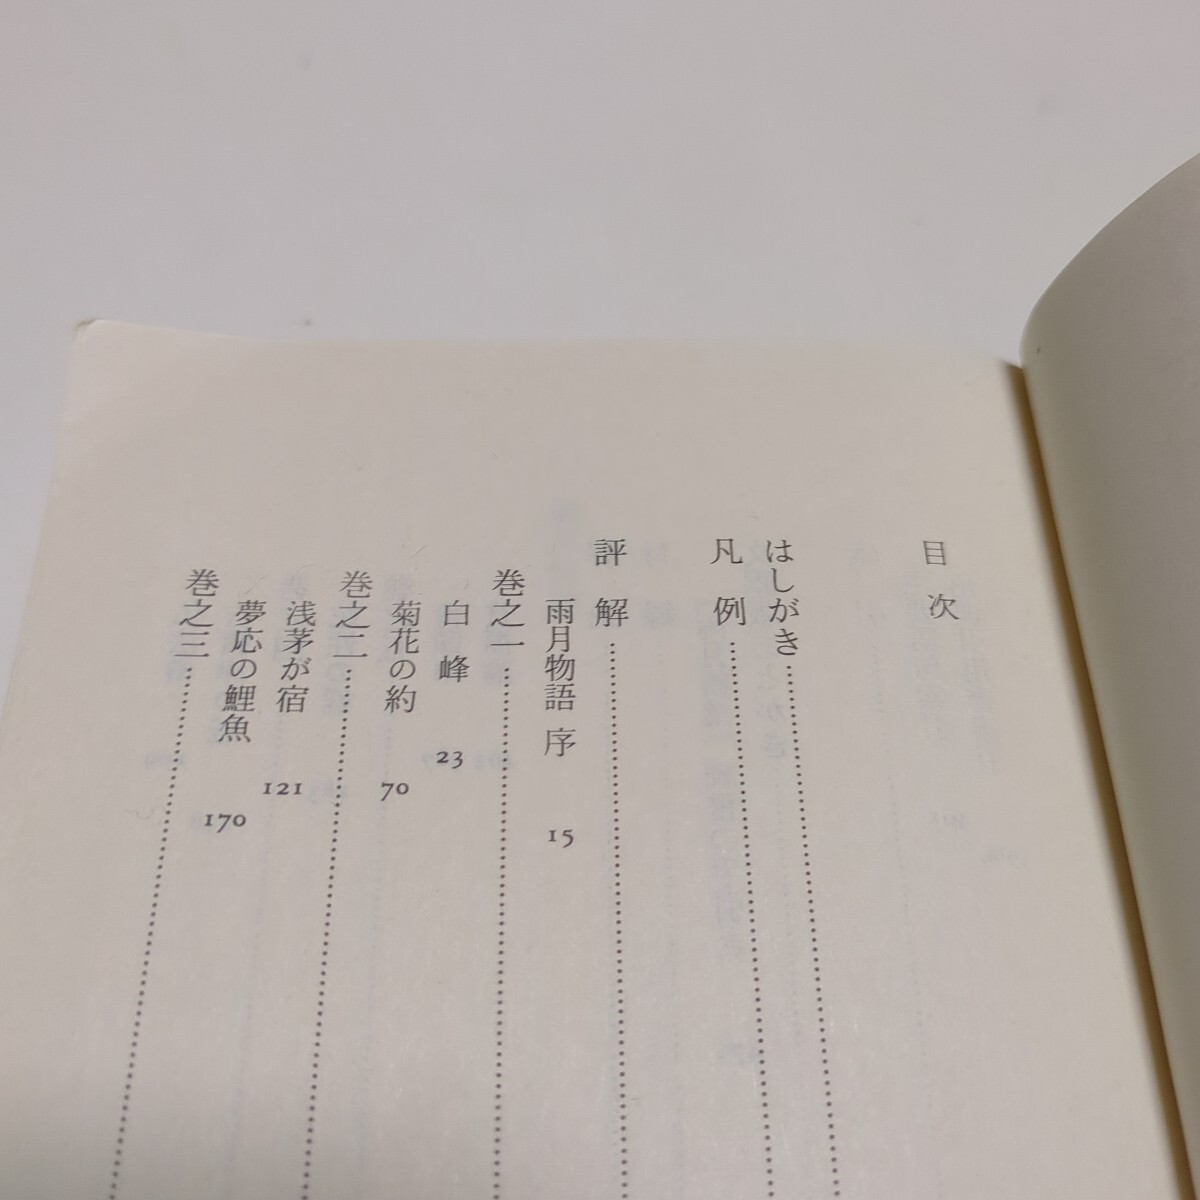 目次
はしがき
凡例
評解
雨月物語 序 15
巻之一
白峰 23
菊花の約 70
巻之二
浅茅が宿 121
夢応の鯉魚 170
巻之三